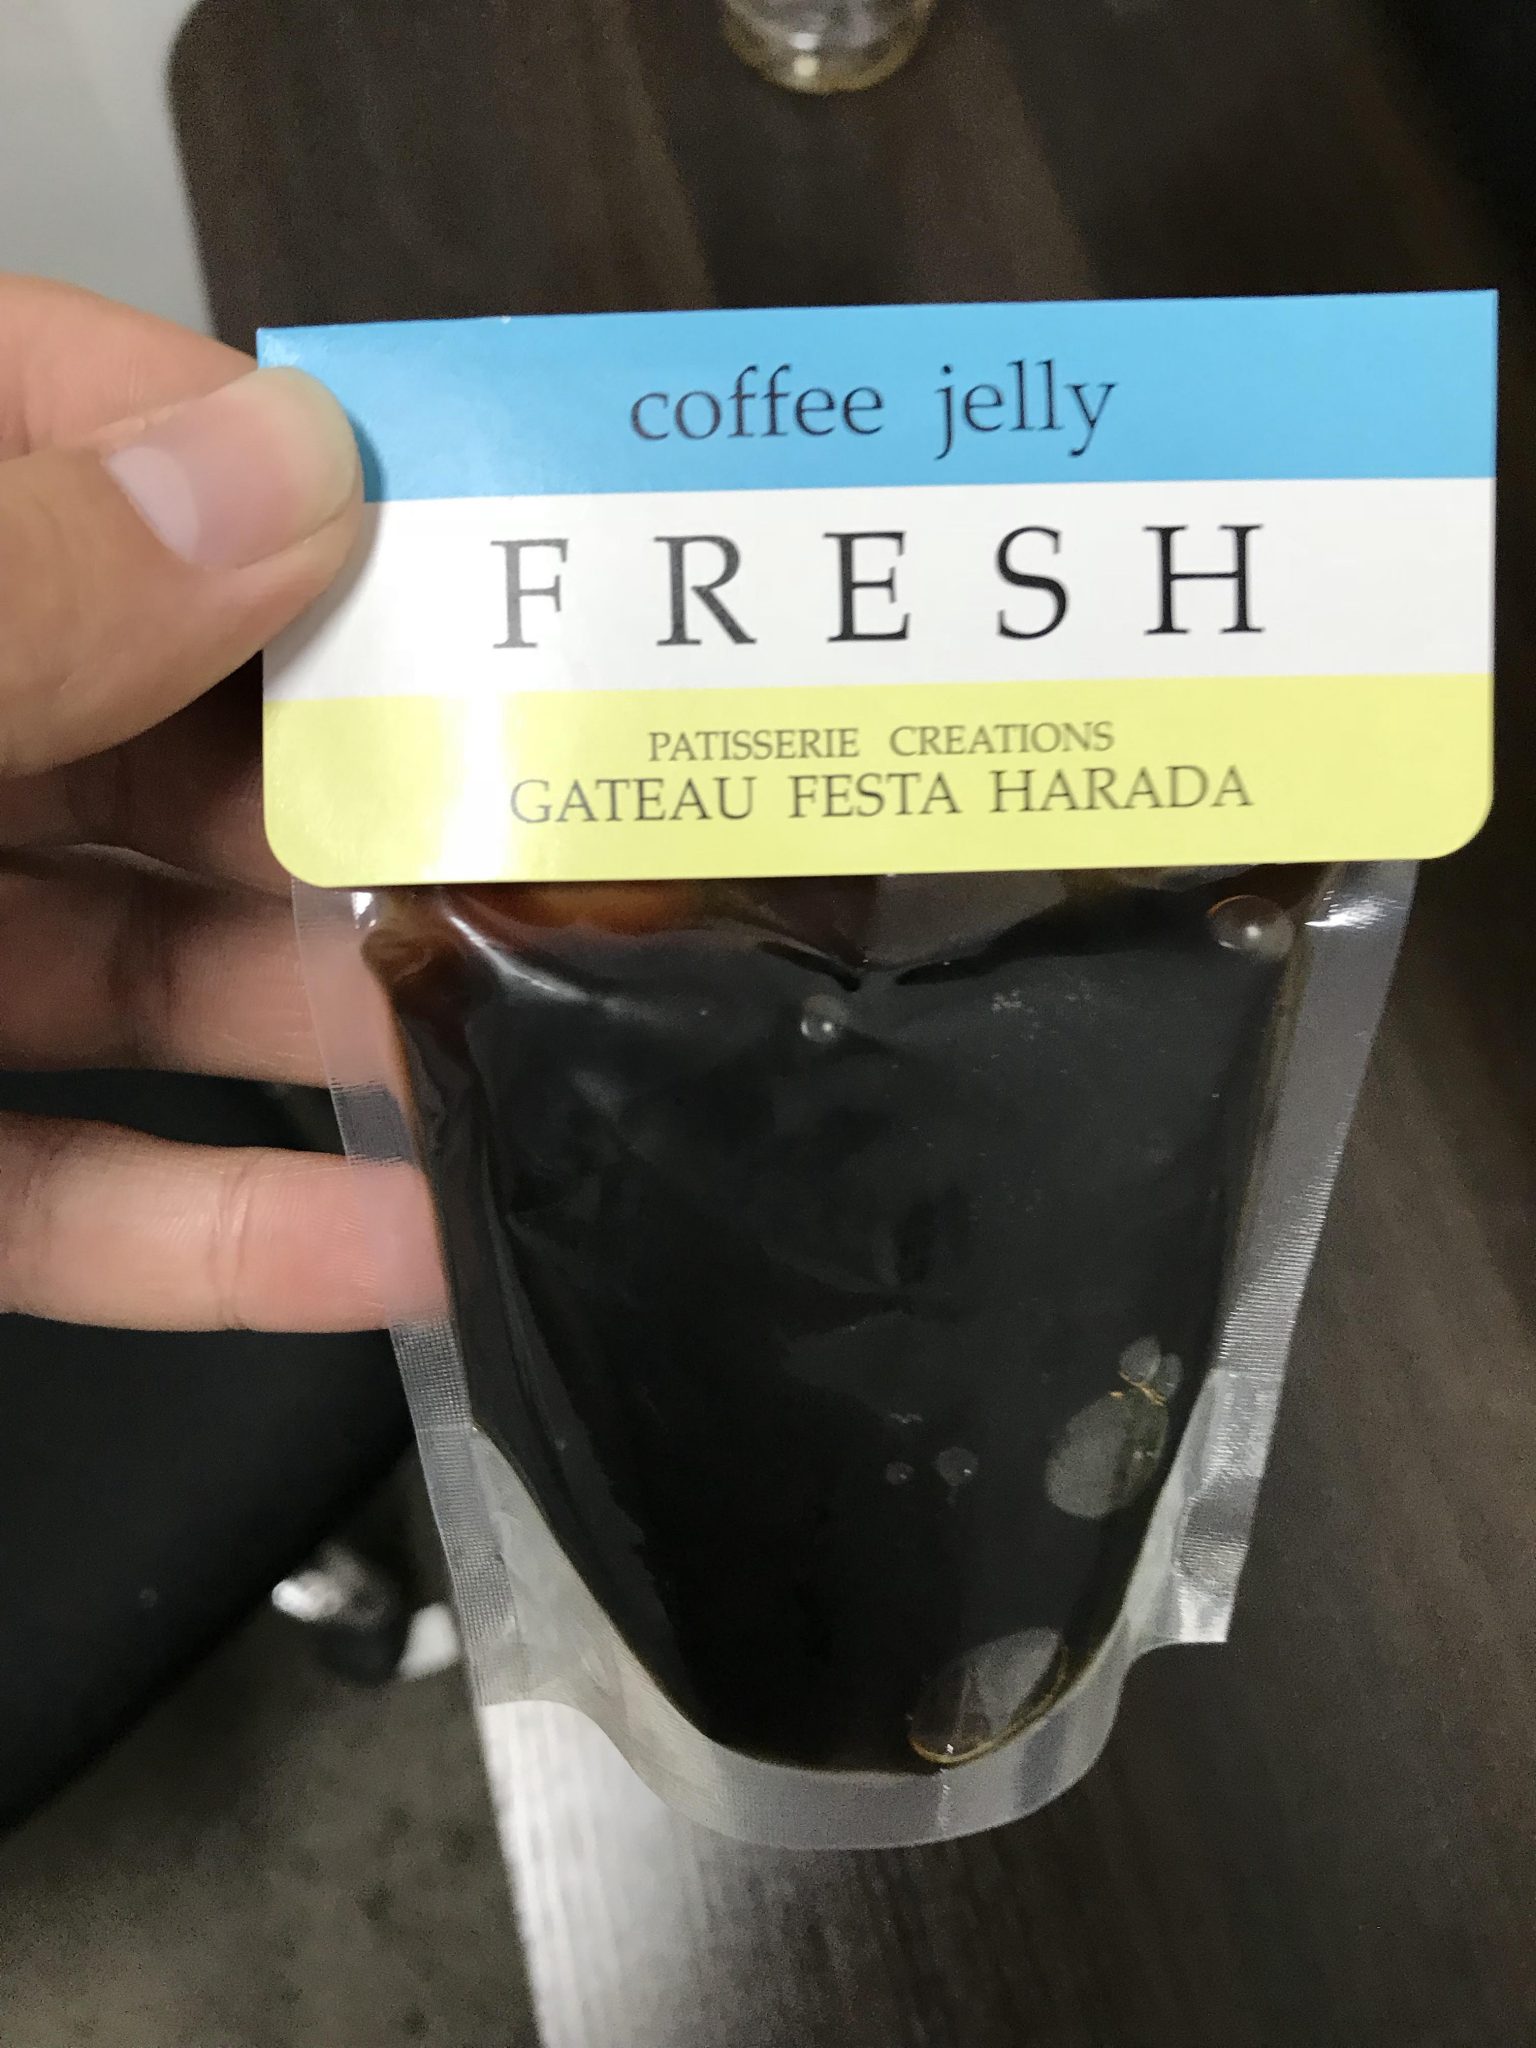 coffee jelly
FRESH
PATISSERIE CREATIONS
GATEAU FESTA HARADA